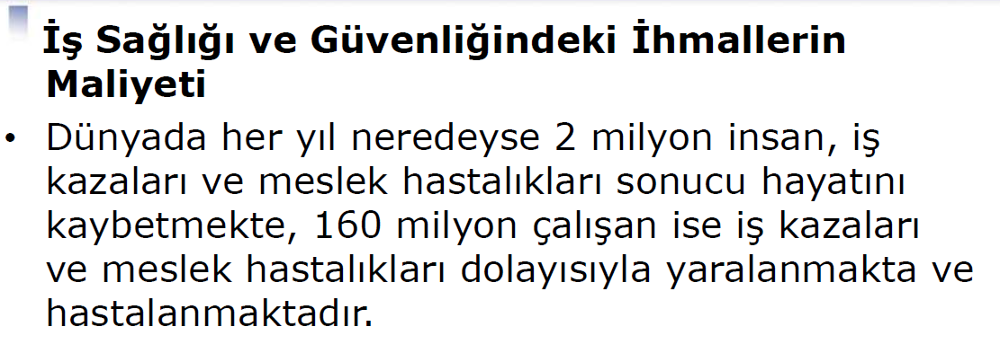 İş Sağlığı ve Güvenliğindeki İhmallerin
Maliyeti
• Dünyada her yıl neredeyse 2 milyon insan, iş
kazaları ve meslek hastalıkları sonucu hayatını
kaybetmekte, 160 milyon çalışan ise iş kazaları
ve meslek hastalıkları dolayısıyla yaralanmakta ve
hastalanmaktadır.